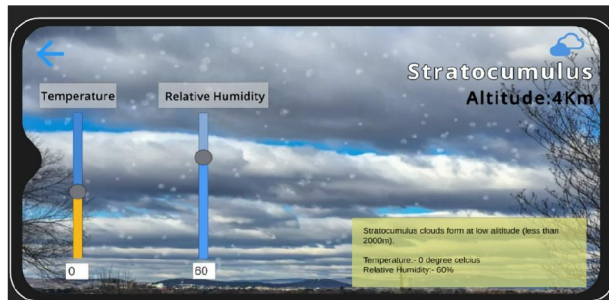 Stratocumulus
Altitude:4Km
Temperature
Relative Humidity
0
60
Stratocumulus clouds form at low altitude (less than
2000m).
Temperature:- 0 degree celcius
Relative Humidity:- 60%